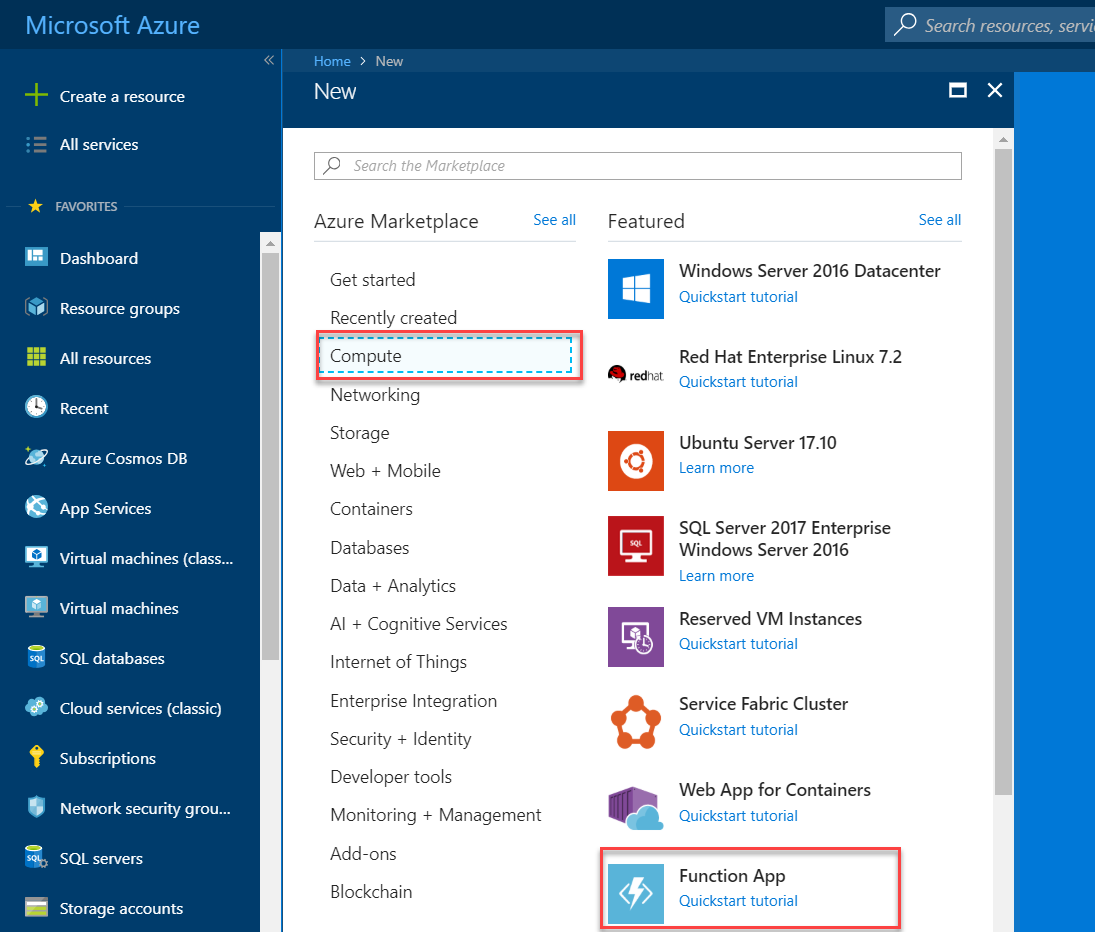 Microsoft Azure
Search resources, servi
Create a resource
All services
FAVORITES
Dashboard
Resource groups
All resources
Recent
Azure Cosmos DB
App Services
Virtual machines (class...
Virtual machines
SQL databases
Cloud services (classic)
Subscriptions
Network security grou...
SQL servers
Storage accounts
Home > New
New
Search the Marketplace
Azure Marketplace
See all
Get started
Recently created
Compute
Networking
Storage
Web + Mobile
Containers
Databases
Data + Analytics
AI + Cognitive Services
Internet of Things
Enterprise Integration
Security + Identity
Developer tools
Monitoring + Management
Add-ons
Blockchain
Featured
See all
Windows Server 2016 Datacenter
Quickstart tutorial
redhat
Red Hat Enterprise Linux 7.2
Quickstart tutorial
Ubuntu Server 17.10
Learn more
SQL
SQL Server 2017 Enterprise
Windows Server 2016
Learn more
Reserved VM Instances
Quickstart tutorial
Service Fabric Cluster
Quickstart tutorial
Web App for Containers
Quickstart tutorial
Function App
Quickstart tutorial